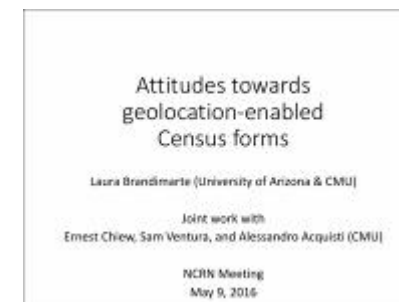 Attitudes towards
geolocation-enabled
Census forms
Laura Brandimarte (University of Arizona & CMU)
Joint work with
Ernest Chiew, Sam Ventura, and Alessandro Acquisti (CMU)
NCRN Meeting
May 9, 2016